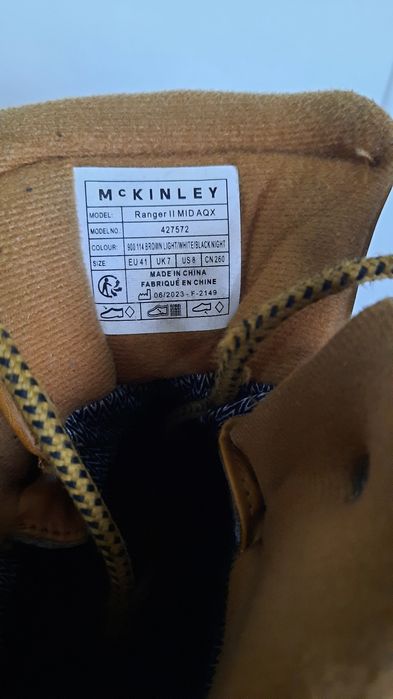 McKINLEY
MODEL: Ranger II MID AQX
MODEL NO. 427572
COLOUR: 900 114 BROWN LIGHT/WHITE/BLACK NIGHT
SIZE: EU 41 UK 7 US 8 CN 260
MADE IN CHINA
FABRIQUÉ EN CHINE
06/2023 - F-2149